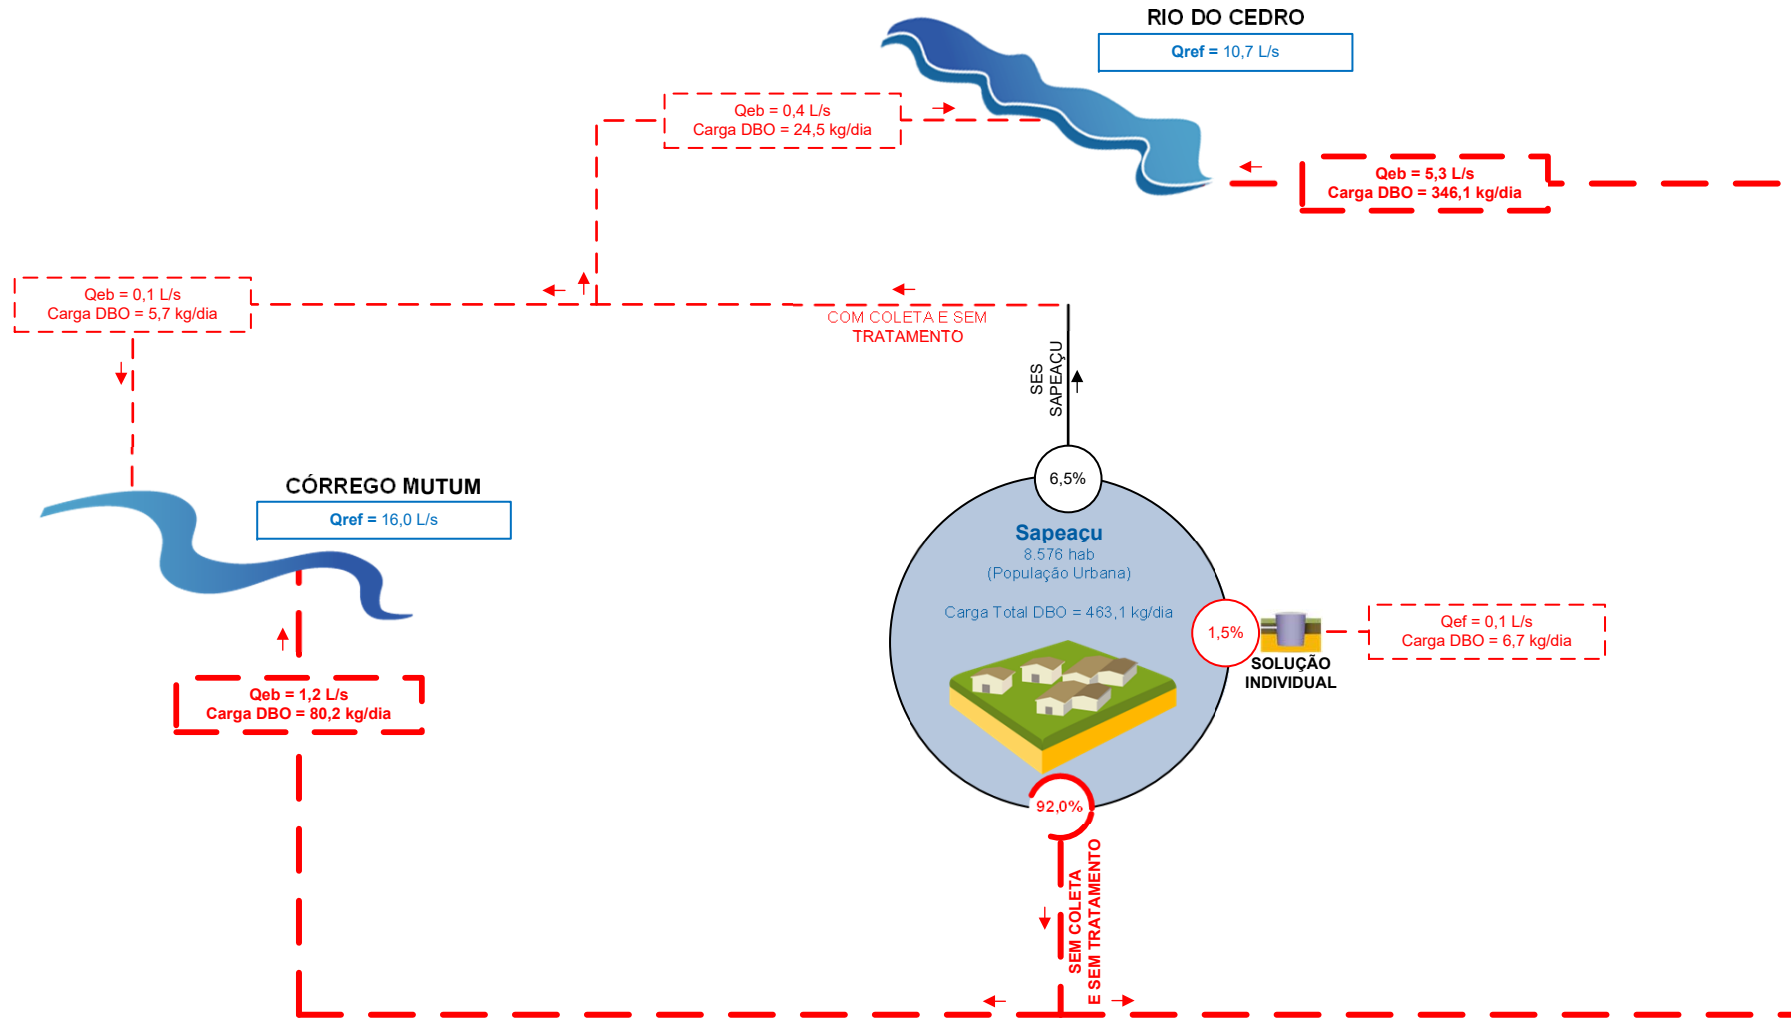 RIO DO CEDRO
Qref = 10,7 L/s
Qeb = 0,4 L/s
Carga DBO = 24,5 kg/dia
Qeb = 5,3 L/s
Carga DBO = 346,1 kg/dia
Qeb = 0,1 L/s
Carga DBO = 5,7 kg/dia
COM COLETA E SEM
TRATAMENTO
SES
SAPEAÇU
CÓRREGO MUTUM
Qref = 16,0 L/s
6,5%
Sapeaçu
8.576 hab
(População Urbana)
Carga Total DBO = 463,1 kg/dia
1,5%
SOLUÇÃO
INDIVIDUAL
Qef = 0,1 L/s
Carga DBO = 6,7 kg/dia
Qeb = 1,2 L/s
Carga DBO = 80,2 kg/dia
92,0%
SEM COLETA
E SEM TRATAMENTO